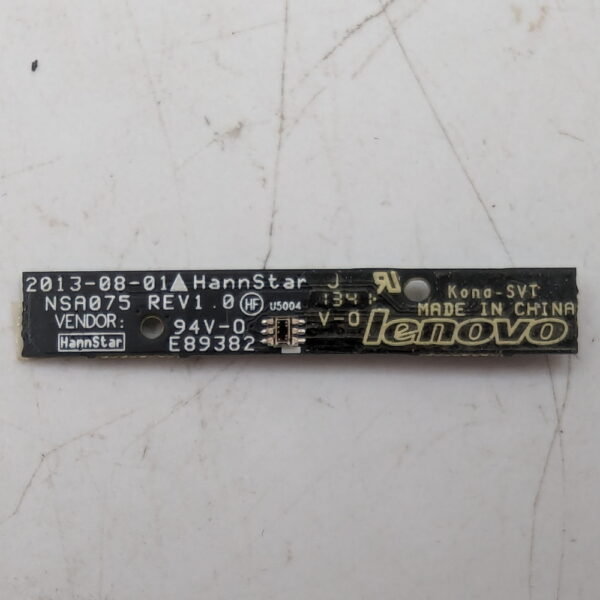 2013-08-01 HannStar
NSA075 REV1.0 HF U5004
VENDOR: 94V-0
HannStar E89382
J
1341
V-0
Kona-SVT
MADE IN CHINA
lenovo